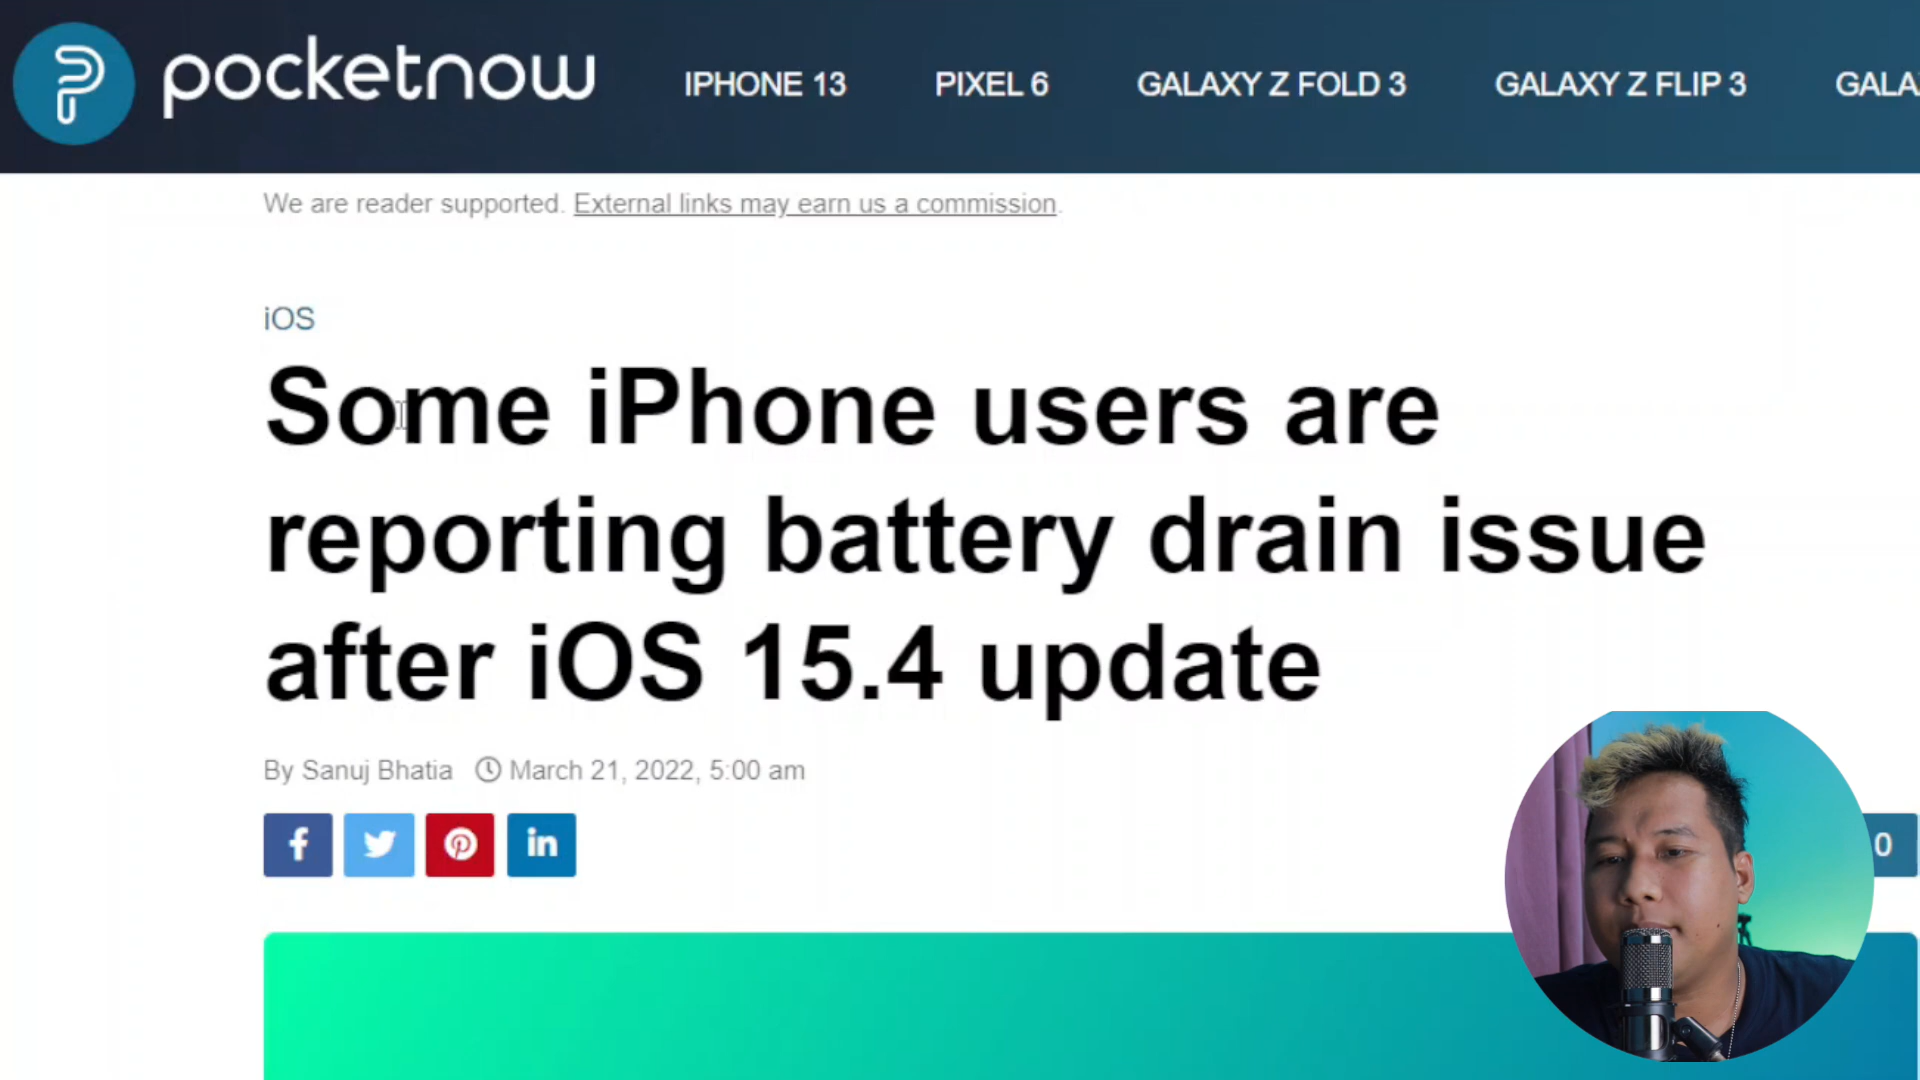 pocketnow
IPHONE 13 PIXEL 6 GALAXY Z FOLD 3 GALAXY Z FLIP 3
We are reader supported. External links may earn us a commission.
iOS
Some iPhone users are
reporting battery drain issue
after iOS 15.4 update
By Sanuj Bhatia March 21, 2022, 5:00 am
0